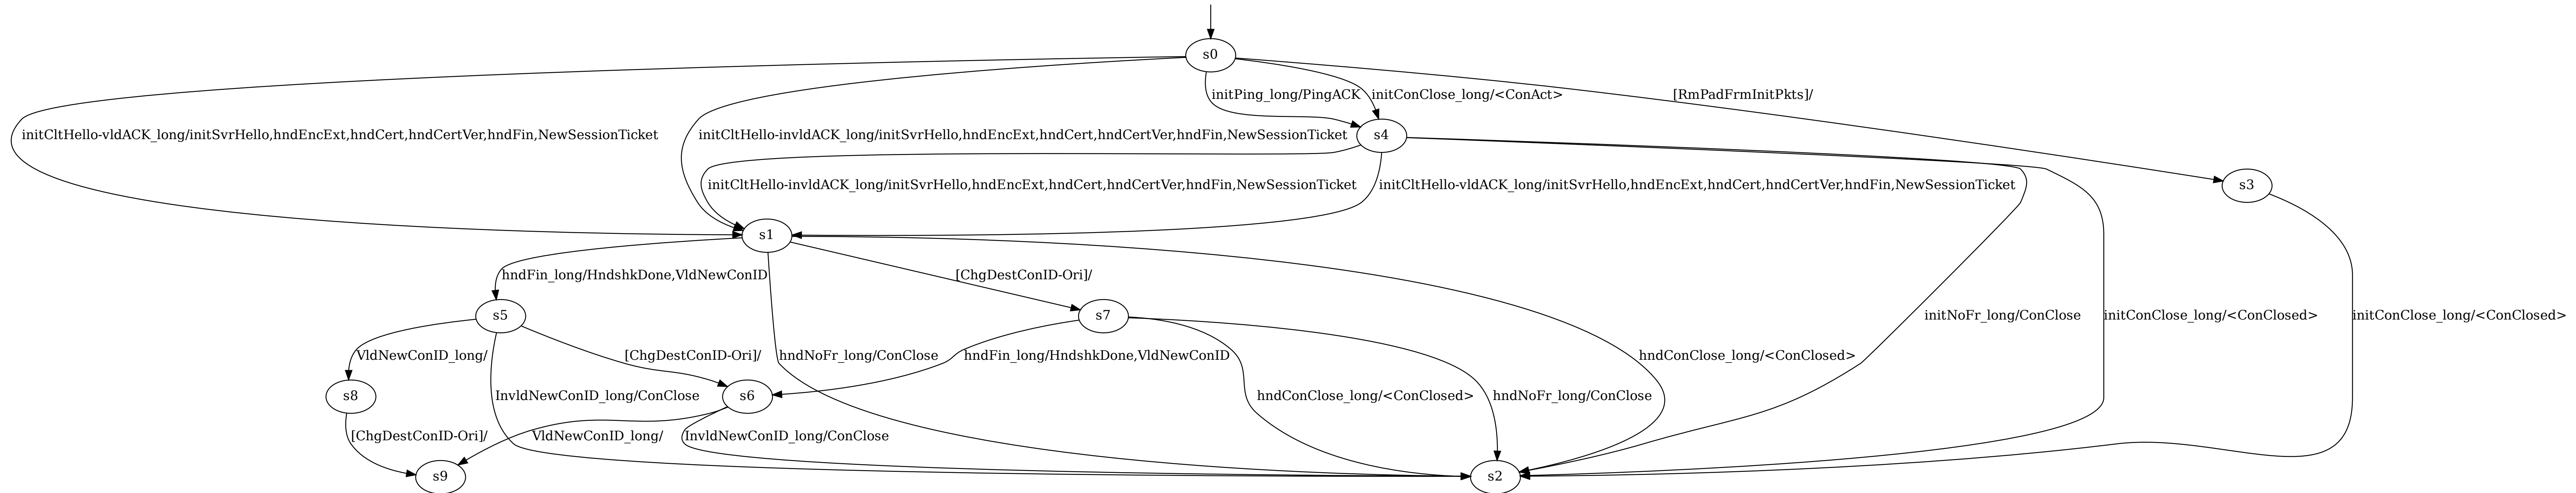 s0
initPing_long/PingACK
initConClose_long/<ConAct>
[RmPadFrmInitPkts]/
initCltHello-vldACK_long/initSvrHello,hndEncExt,hndCert,hndCertVer,hndFin,NewSessionTicket
initCltHello-invldACK_long/initSvrHello,hndEncExt,hndCert,hndCertVer,hndFin,NewSessionTicket
s4
initCltHello-invldACK_long/initSvrHello,hndEncExt,hndCert,hndCertVer,hndFin,NewSessionTicket
initCltHello-vldACK_long/initSvrHello,hndEncExt,hndCert,hndCertVer,hndFin,NewSessionTicket
s3
s1
hndFin_long/HndshkDone,VldNewConID
[ChgDestConID-Ori]/
s5
s7
initNoFr_long/ConClose
initConClose_long/<ConClosed>
initConClose_long/<ConClosed>
VldNewConID_long/
[ChgDestConID-Ori]/
hndNoFr_long/ConClose
hndFin_long/HndshkDone,VldNewConID
hndConClose_long/<ConClosed>
s8
InvldNewConID_long/ConClose
s6
hndConClose_long/<ConClosed>
hndNoFr_long/ConClose
[ChgDestConID-Ori]/
VldNewConID_long/
InvldNewConID_long/ConClose
s9
s2